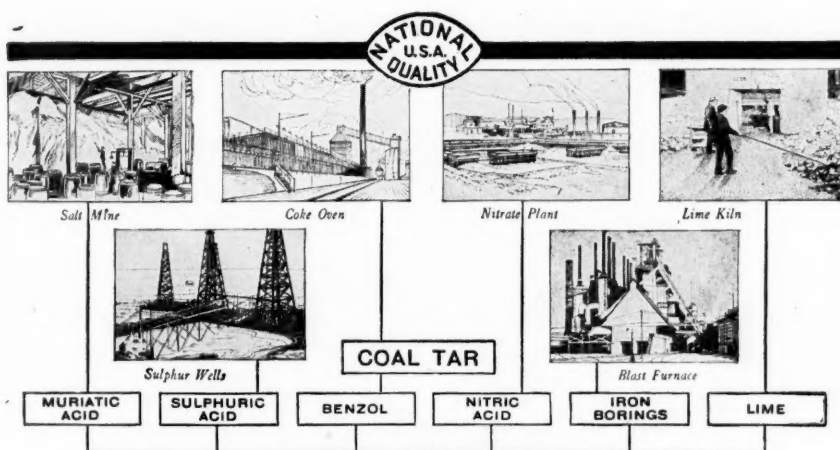 NATIONAL
U.S.A.
QUALITY
Salt Mine
Coke Oven
Nitrate Plant
Lime Kiln
Sulphur Wells
Blast Furnace
COAL TAR
MURIATIC
ACID
SULPHURIC
ACID
BENZOL
NITRIC
ACID
IRON
BORINGS
LIME